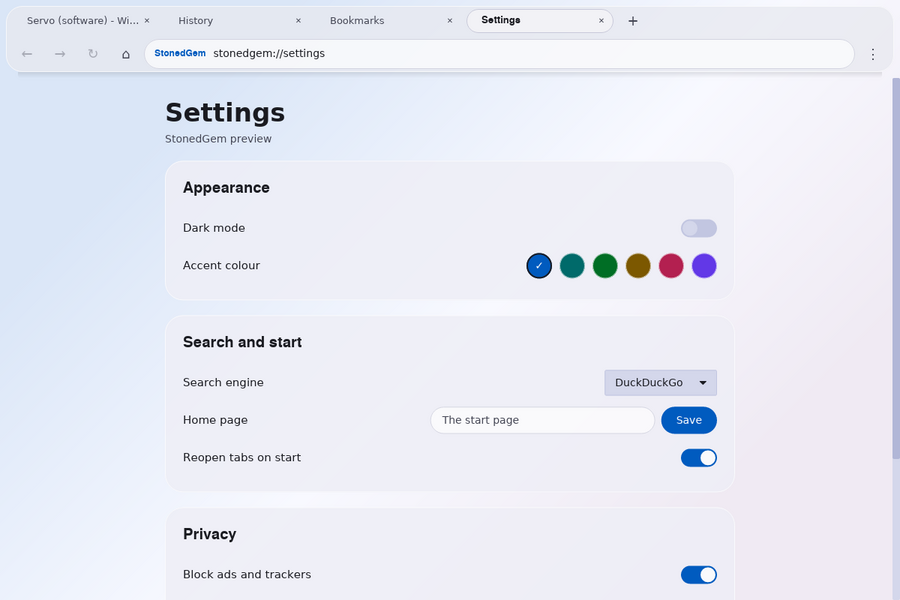 Servo (software) - Wi...
History
Bookmarks
Settings
StonedGem stonedgem://settings
Settings
StonedGem preview
Appearance
Dark mode
Accent colour
Search and start
Search engine DuckDuckGo
Home page The start page Save
Reopen tabs on start
Privacy
Block ads and trackers